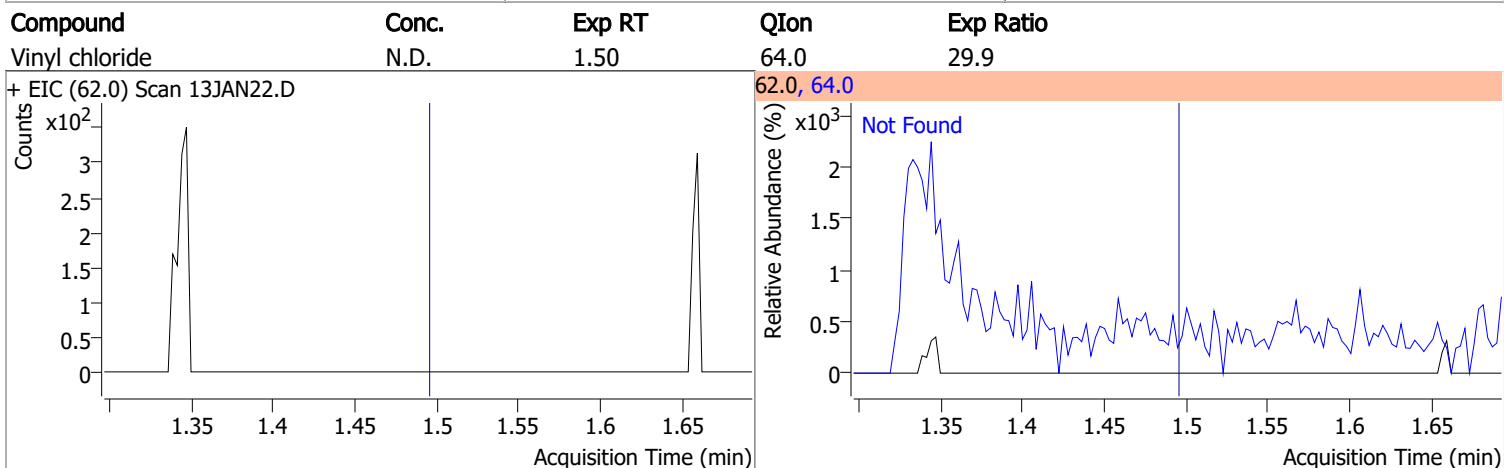 Compound Conc. Exp RT QIon Exp Ratio
Vinyl chloride N.D. 1.50 64.0 29.9
+ EIC (62.0) Scan 13JAN22.D
Counts
x10²
3
2.5
2
1.5
1
0.5
0
1.35 1.4 1.45 1.5 1.55 1.6 1.65
Acquisition Time (min)
62.0, 64.0
Relative Abundance (%)
x10³
Not Found
2
1.5
1
0.5
0
1.35 1.4 1.45 1.5 1.55 1.6 1.65
Acquisition Time (min)